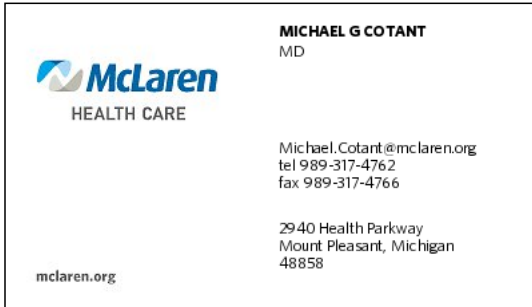 McLaren
HEALTH CARE
mclaren.org
MICHAEL G COTANT
MD
Michael.Cotant@mclaren.org
tel 989-317-4762
fax 989-317-4766
2940 Health Parkway
Mount Pleasant, Michigan
48858